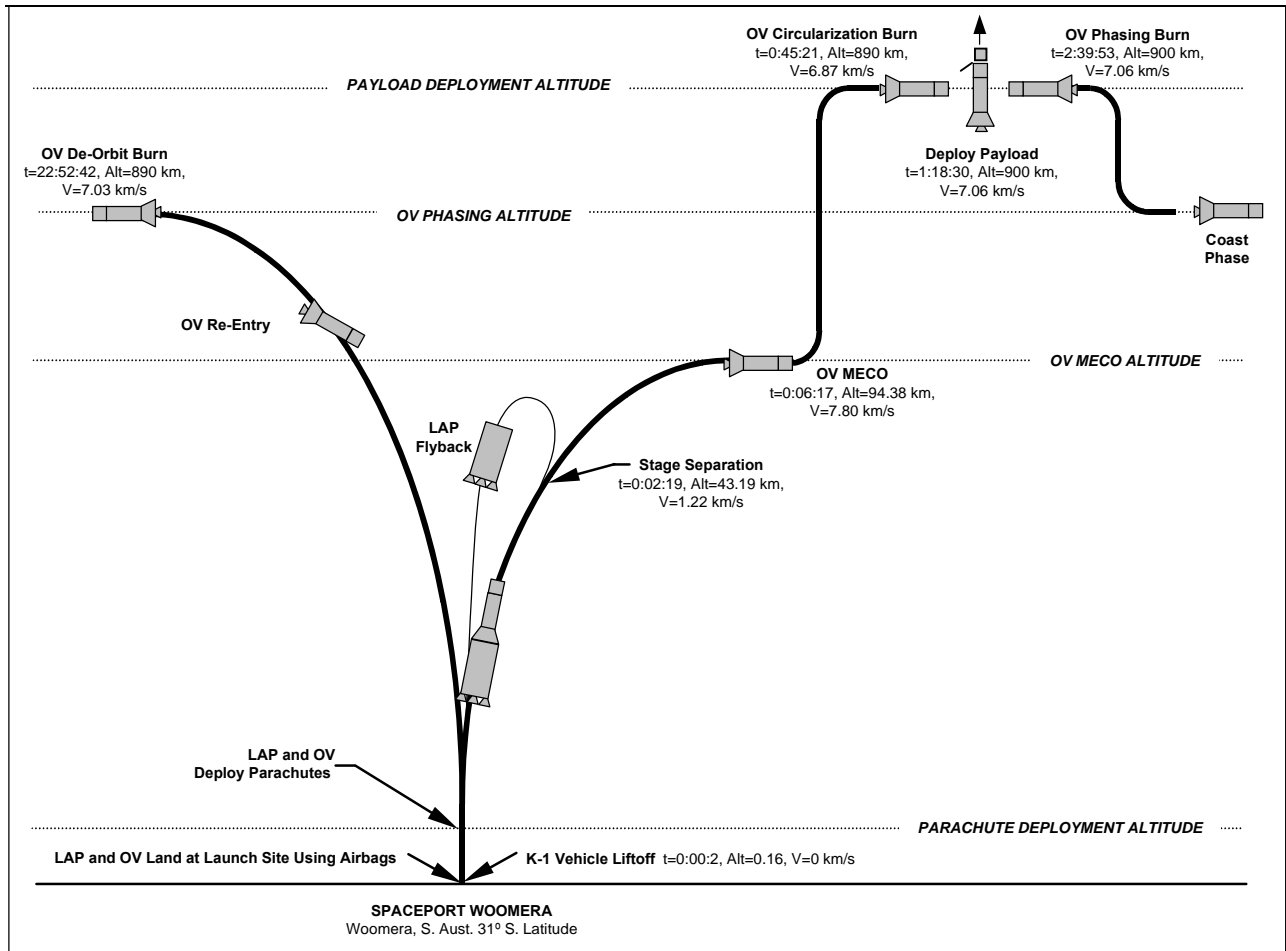 OV Circularization Burn
t=0:45:21, Alt=890 km,
V=6.87 km/s
OV Phasing Burn
t=2:39:53, Alt=900 km,
V=7.06 km/s
PAYLOAD DEPLOYMENT ALTITUDE
OV De-Orbit Burn
t=22:52:42, Alt=890 km,
V=7.03 km/s
Deploy Payload
t=1:18:30, Alt=900 km,
V=7.06 km/s
OV PHASING ALTITUDE
Coast
Phase
OV Re-Entry
OV MECO ALTITUDE
OV MECO
t=0:06:17, Alt=94.38 km,
V=7.80 km/s
LAP
Flyback
Stage Separation
t=0:02:19, Alt=43.19 km,
V=1.22 km/s
LAP and OV
Deploy Parachutes
PARACHUTE DEPLOYMENT ALTITUDE
LAP and OV Land at Launch Site Using Airbags
K-1 Vehicle Liftoff t=0:00:2, Alt=0.16, V=0 km/s
SPACEPORT WOOMERA
Woomera, S. Aust. 31º S. Latitude